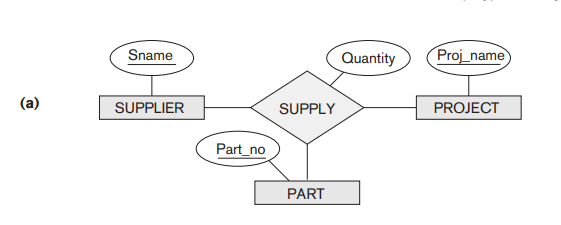 Sname
Quantity
Proj_name
(a)
SUPPLIER
SUPPLY
PROJECT
Part_no
PART